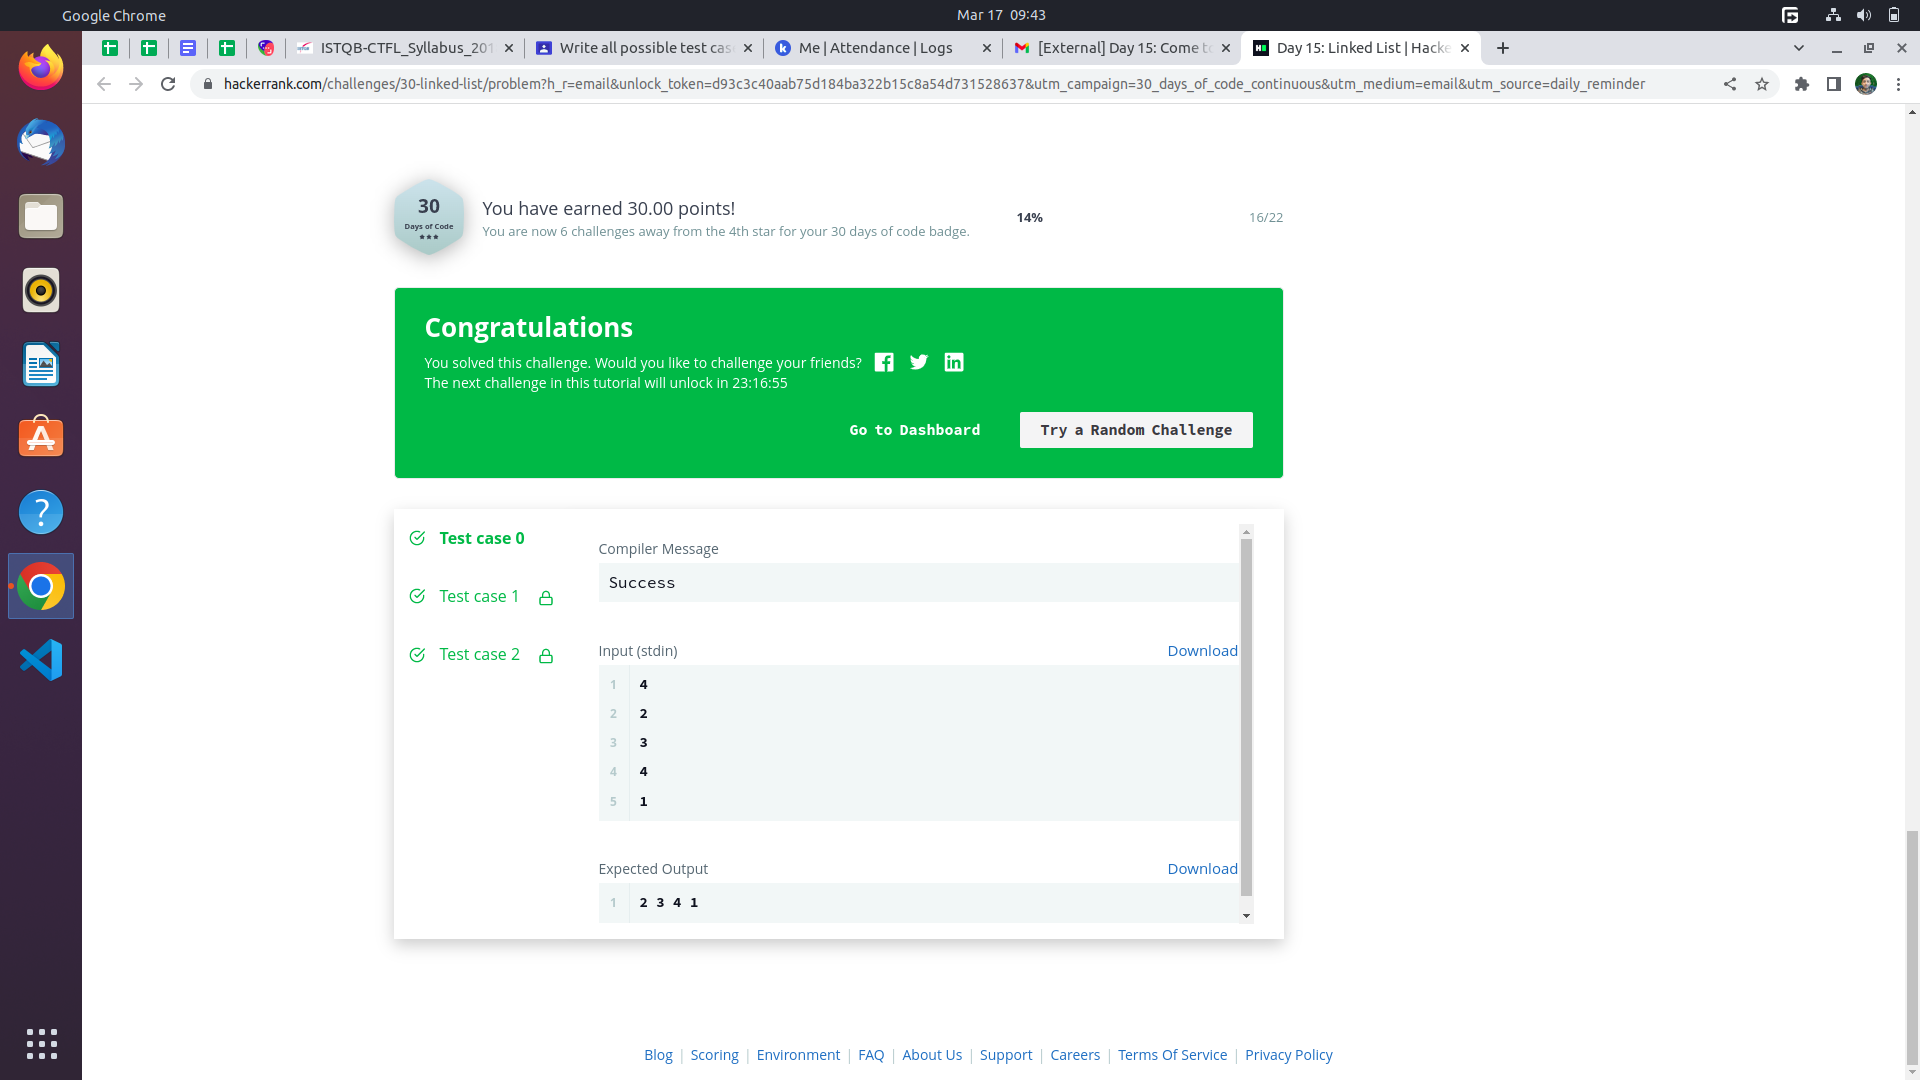 Google Chrome
Mar 17 09:43
ISTQB-CTFL_Syllabus_201
Write all possible test cas
Me | Attendance | Logs
[External] Day 15: Come to
Day 15: Linked List | Hacke
hackerrank.com/challenges/30-linked-list/problem?h_r=email&unlock_token=d93c3c40aab75d184ba322b15c8a54d731528637&utm_campaign=30_days_of_code_continuous&utm_medium=email&utm_source=daily_reminder
30
Days of Code
You have earned 30.00 points!
You are now 6 challenges away from the 4th star for your 30 days of code badge.
14%
16/22
Congratulations
You solved this challenge. Would you like to challenge your friends?
The next challenge in this tutorial will unlock in 23:16:55
Go to Dashboard
Try a Random Challenge
Test case 0
Test case 1
Test case 2
Compiler Message
Success
Input (stdin)
Download
1 4
2 2
3 3
4 4
5 1
Expected Output
Download
1 2 3 4 1
Blog | Scoring | Environment | FAQ | About Us | Support | Careers | Terms Of Service | Privacy Policy